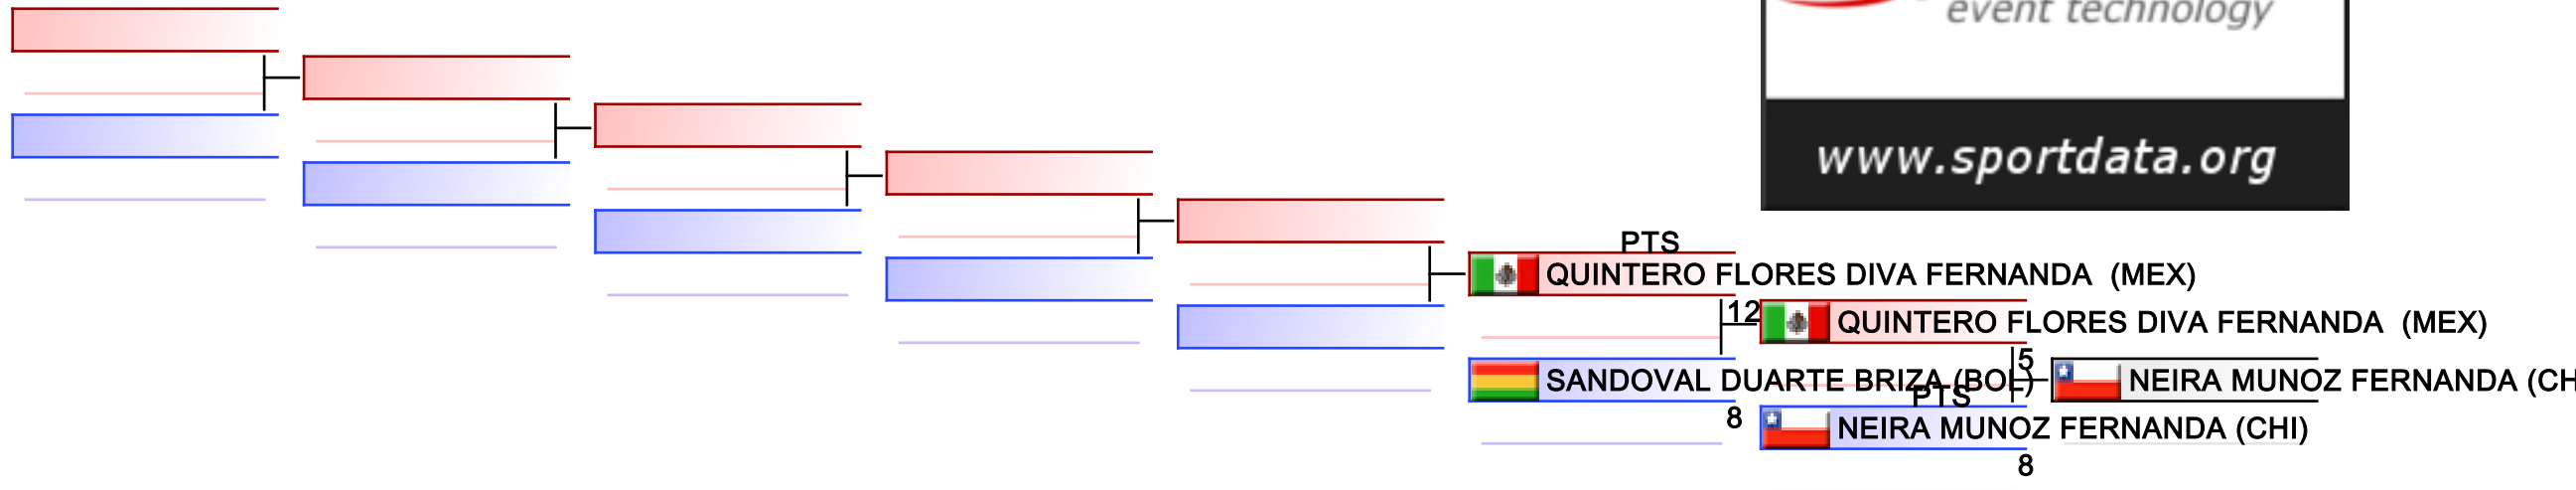 event technology
www.sportdata.org
PTS
QUINTERO FLORES DIVA FERNANDA (MEX)
12
QUINTERO FLORES DIVA FERNANDA (MEX)
5
SANDOVAL DUARTE BRIZA (BOL)
NEIRA MUNOZ FERNANDA (CH
PTS
8
NEIRA MUNOZ FERNANDA (CHI)
8